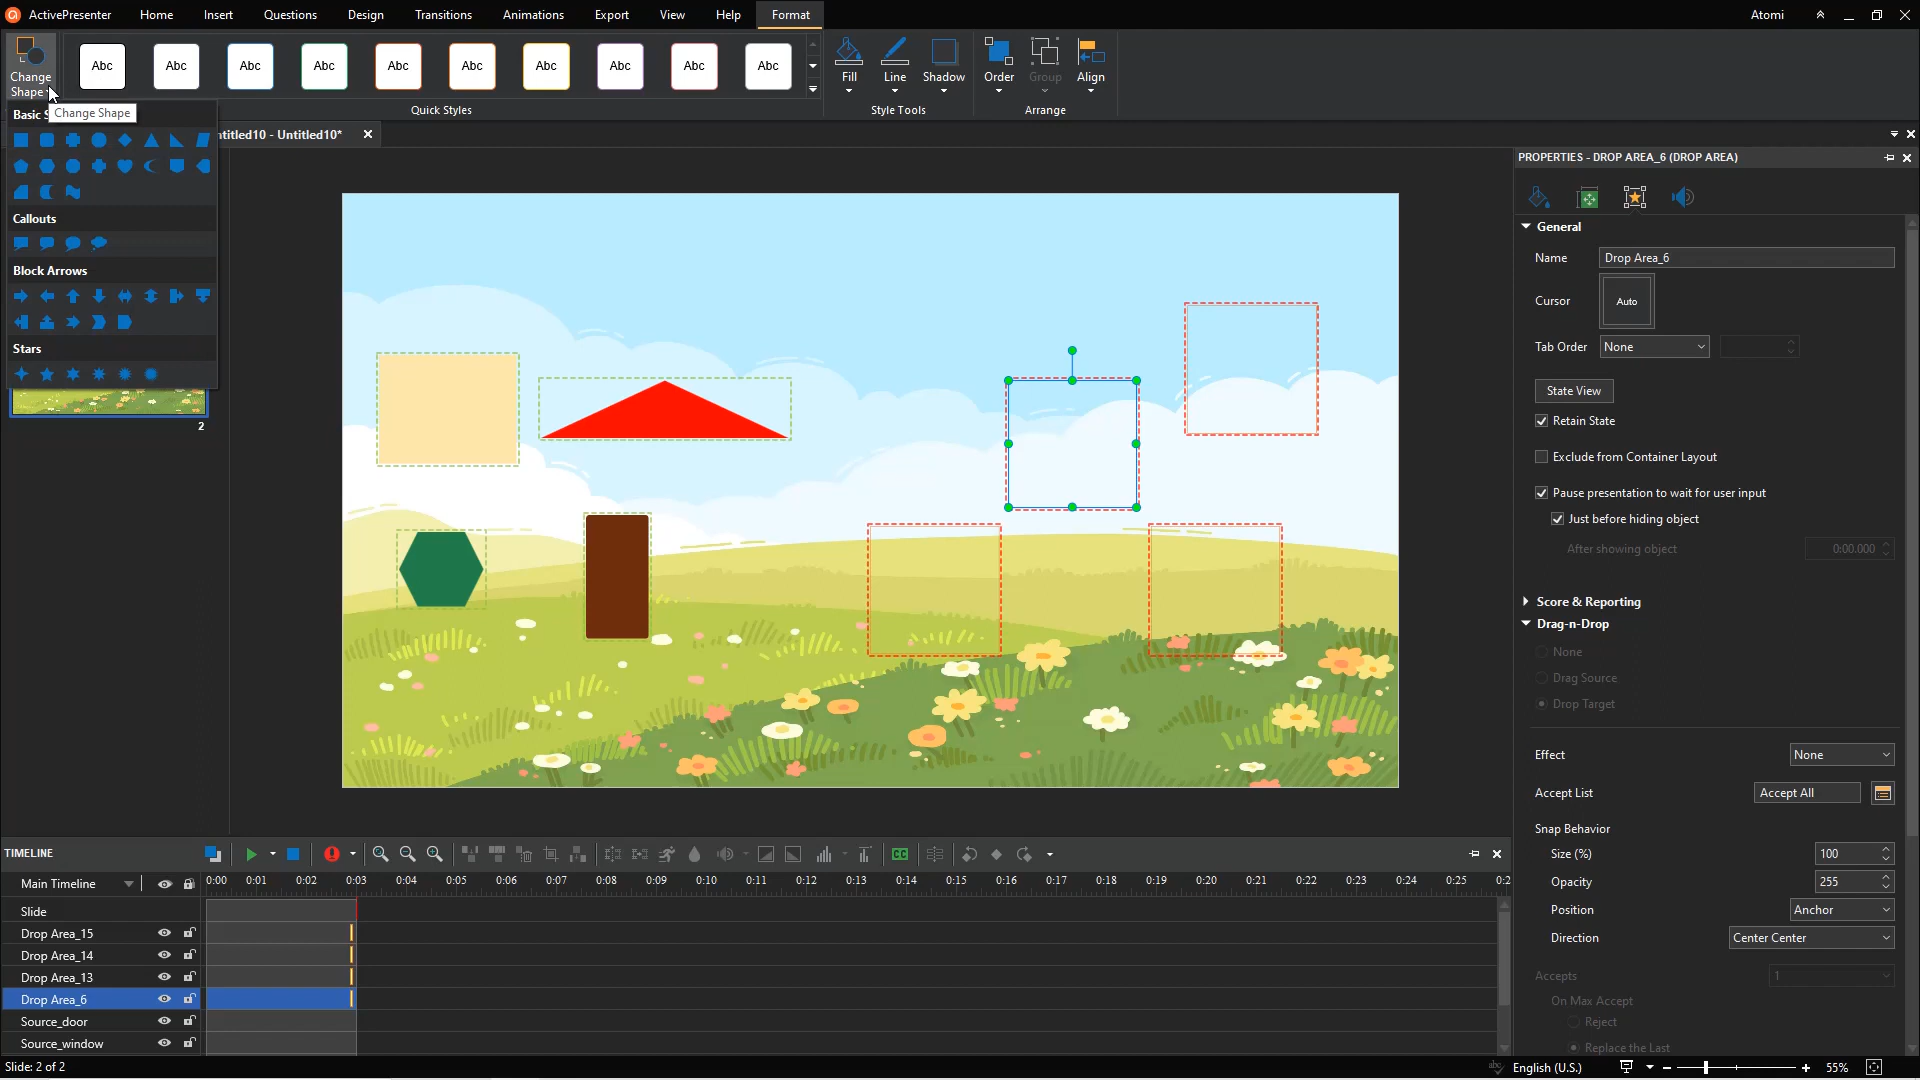 ActivePresenter Home Insert Questions Design Transitions Animations Export View Help Format Atomi
Change Shape
Abc Abc Abc Abc Abc Abc Abc Abc Abc Abc
Fill Line Shadow Order Group Align
Quick Styles Style Tools Arrange
Change Shape
Basic S
ntitled10 - Untitled10*
Callouts
Block Arrows
Stars
2
PROPERTIES - DROP AREA_6 (DROP AREA)
General
Name Drop Area_6
Cursor Auto
Tab Order None
State View
Retain State
Exclude from Container Layout
Pause presentation to wait for user input
Just before hiding object
After showing object 0:00.000
Score & Reporting
Drag-n-Drop
None
Drag Source
Drop Target
Effect None
Accept List Accept All
Snap Behavior
Size (%) 100
Opacity 255
Position Anchor
Direction Center Center
Accepts 1
On Max Accept
Reject
Replace the Last
TIMELINE
CC
Main Timeline 0:00 0:01 0:02 0:03 0:04 0:05 0:06 0:07 0:08 0:09 0:10 0:11 0:12 0:13 0:14 0:15 0:16 0:17 0:18 0:19 0:20 0:21 0:22 0:23 0:24 0:25 0:2
Slide
Drop Area_15
Drop Area_14
Drop Area_13
Drop Area_6
Source_door
Source_window
Slide: 2 of 2 English (U.S.) 55%